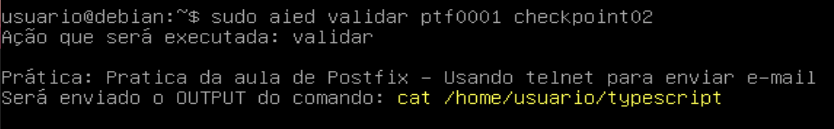 usuario@debian:~$ sudo aied validar ptf0001 checkpoint02
Ação que será executada: validar
Prática: Pratica da aula de Postfix - Usando telnet para enviar e-mail
Será enviado o OUTPUT do comando: cat /home/usuario/typescript